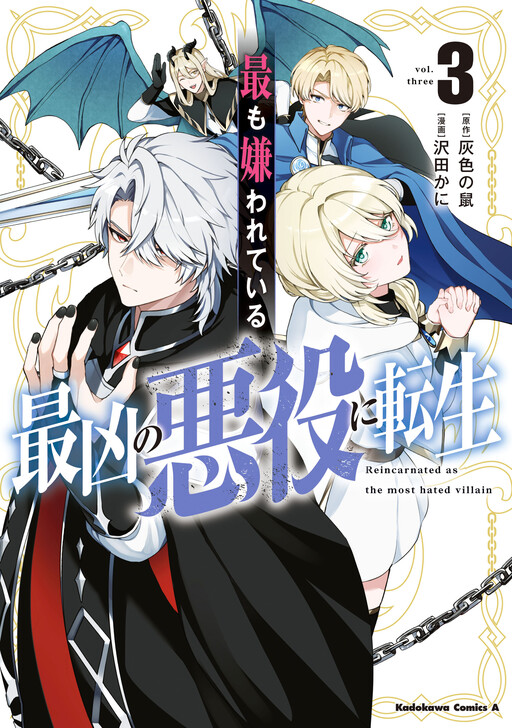 最も嫌われている
最凶の悪役に転生
Reincarnated as
the most hated villain
vol.
three
3
[原作]灰色の鼠
[漫画]沢田かに
Kadokawa Comics A